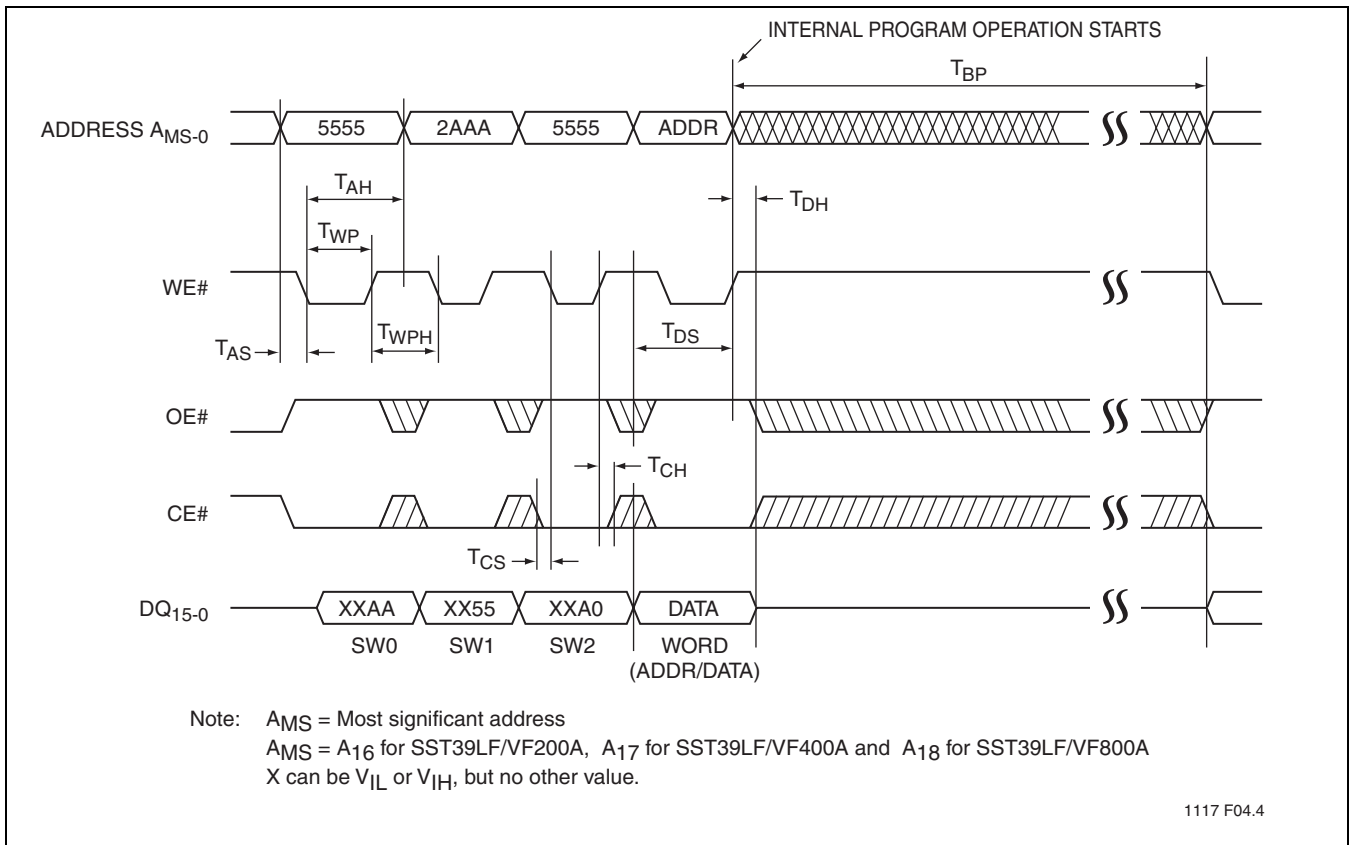 INTERNAL PROGRAM OPERATION STARTS
TBP
ADDRESS AMS-0
5555
2AAA
5555
ADDR
TAH
TDH
TWP
WE#
TWPH
TDS
TAS
OE#
TCH
CE#
TCS
DQ15-0
XXAA
XX55
XXA0
DATA
SW0
SW1
SW2
WORD
(ADDR/DATA)
Note: AMS = Most significant address
AMS = A16 for SST39LF/VF200A, A17 for SST39LF/VF400A and A18 for SST39LF/VF800A
X can be VIL or VIH, but no other value.
1117 F04.4